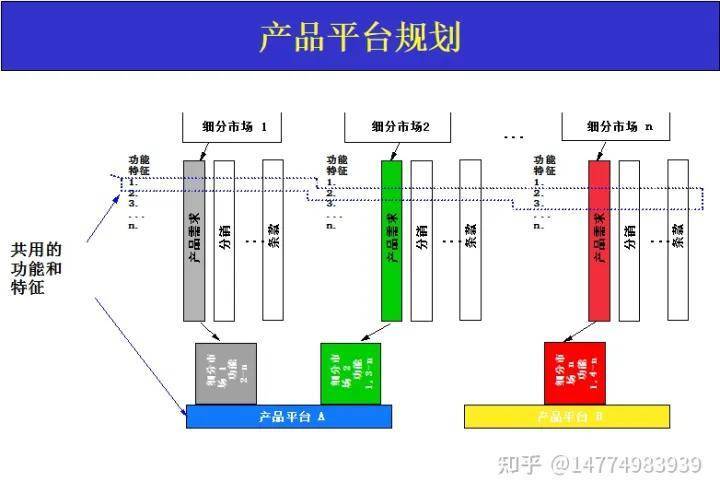 产品平台规划
细分市场 1
细分市场2
...
细分市场 n
功能
特征
1.
2.
3.
...
n.
产品需求
分销
...
条款
功能
特征
1.
2.
3.
...
n.
产品需求
分销
...
条款
功能
特征
1.
2.
3.
...
n.
产品需求
分销
...
条款
共用的
功能和
特征
细分市
场 1
功能
2-n
细分市
场 2
功能
1,3-n
细分市
场 n
功能
1,4-n
产品平台 A
产品平台 B
知乎 @14774983939